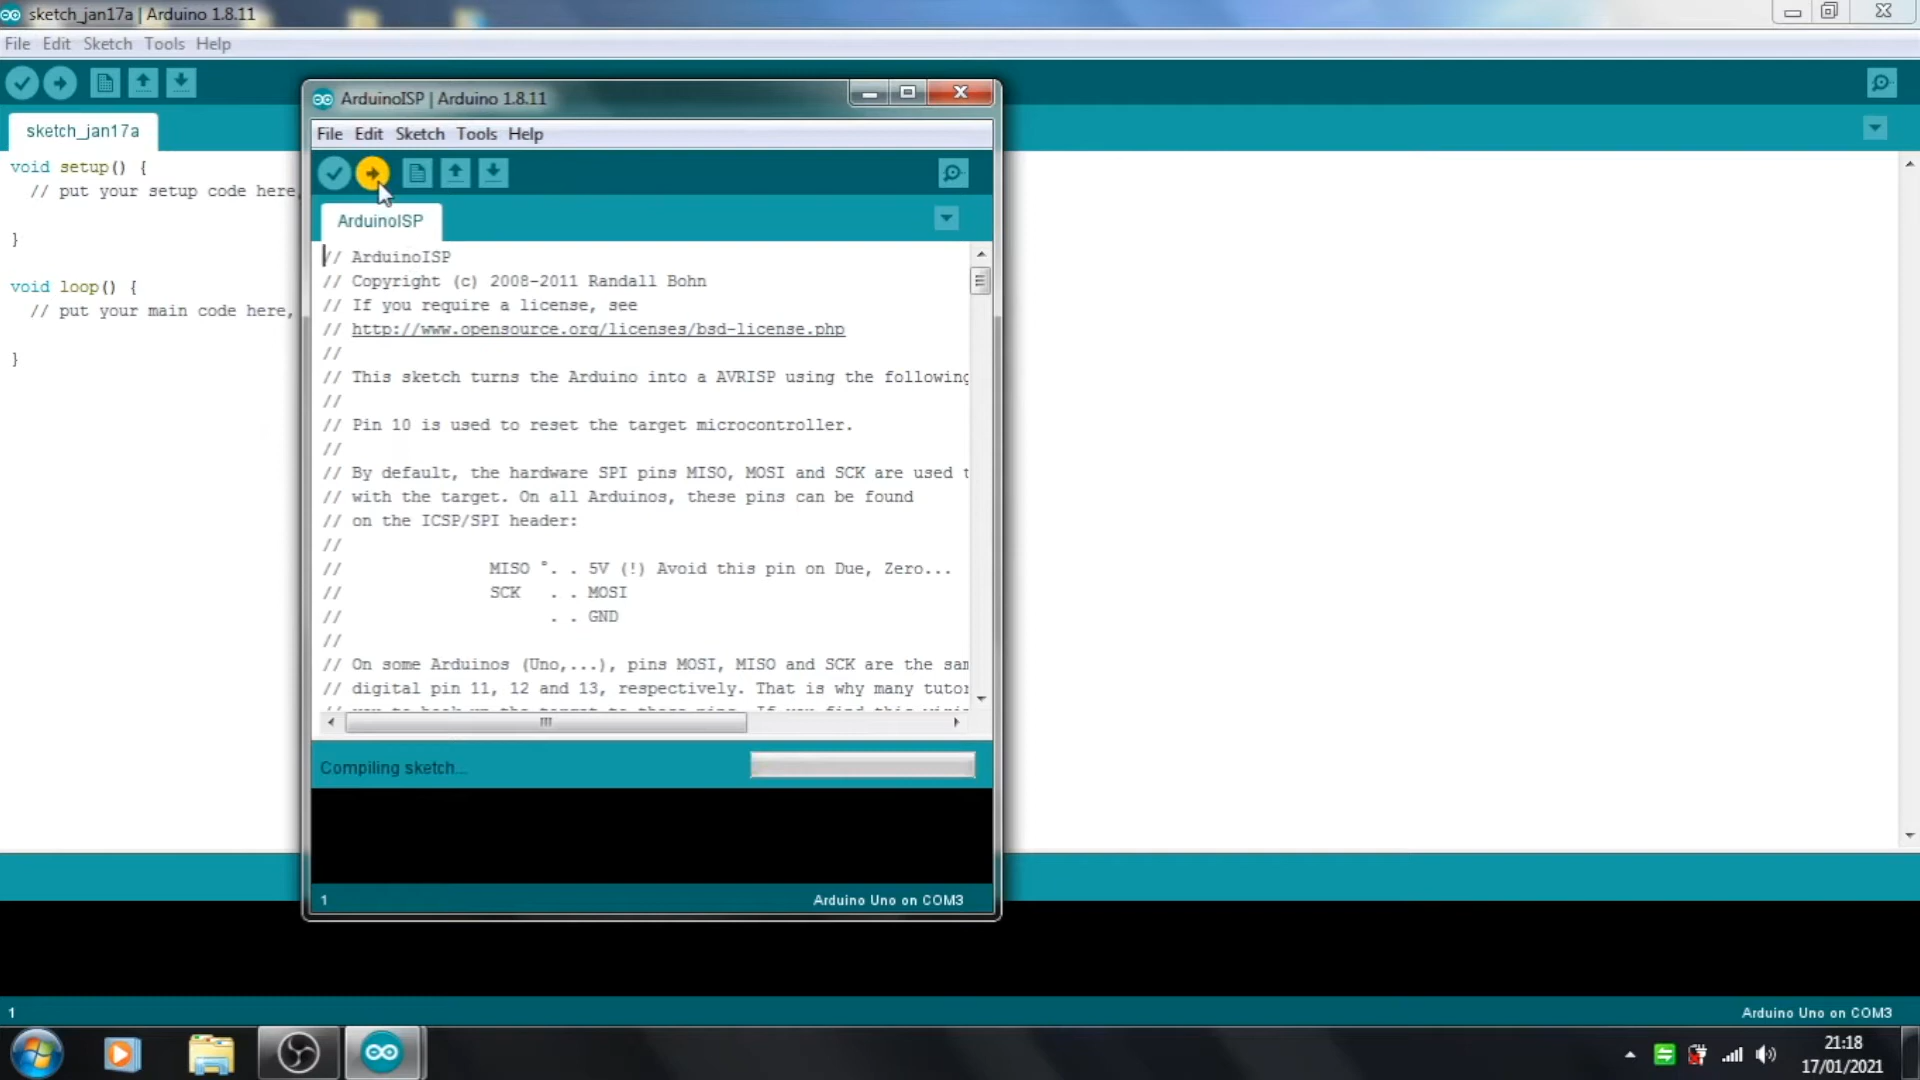 sketch_jan17a | Arduino 1.8.11
File Edit Sketch Tools Help
sketch_jan17a
void setup() {
// put your setup code here,
}
void loop() {
// put your main code here,
}
ArduinoISP | Arduino 1.8.11
File Edit Sketch Tools Help
ArduinoISP
// ArduinoISP
// Copyright (c) 2008-2011 Randall Bohn
// If you require a license, see
// http://www.opensource.org/licenses/bsd-license.php
//
// This sketch turns the Arduino into a AVRISP using the following
//
// Pin 10 is used to reset the target microcontroller.
//
// By default, the hardware SPI pins MISO, MOSI and SCK are used t
// with the target. On all Arduinos, these pins can be found
// on the ICSP/SPI header:
//
// MISO °. . 5V (!) Avoid this pin on Due, Zero...
// SCK . . MOSI
// . . GND
//
// On some Arduinos (Uno,...), pins MOSI, MISO and SCK are the sam
// digital pin 11, 12 and 13, respectively. That is why many tutor
Compiling sketch...
1 Arduino Uno on COM3
1 Arduino Uno on COM3
21:18
17/01/2021